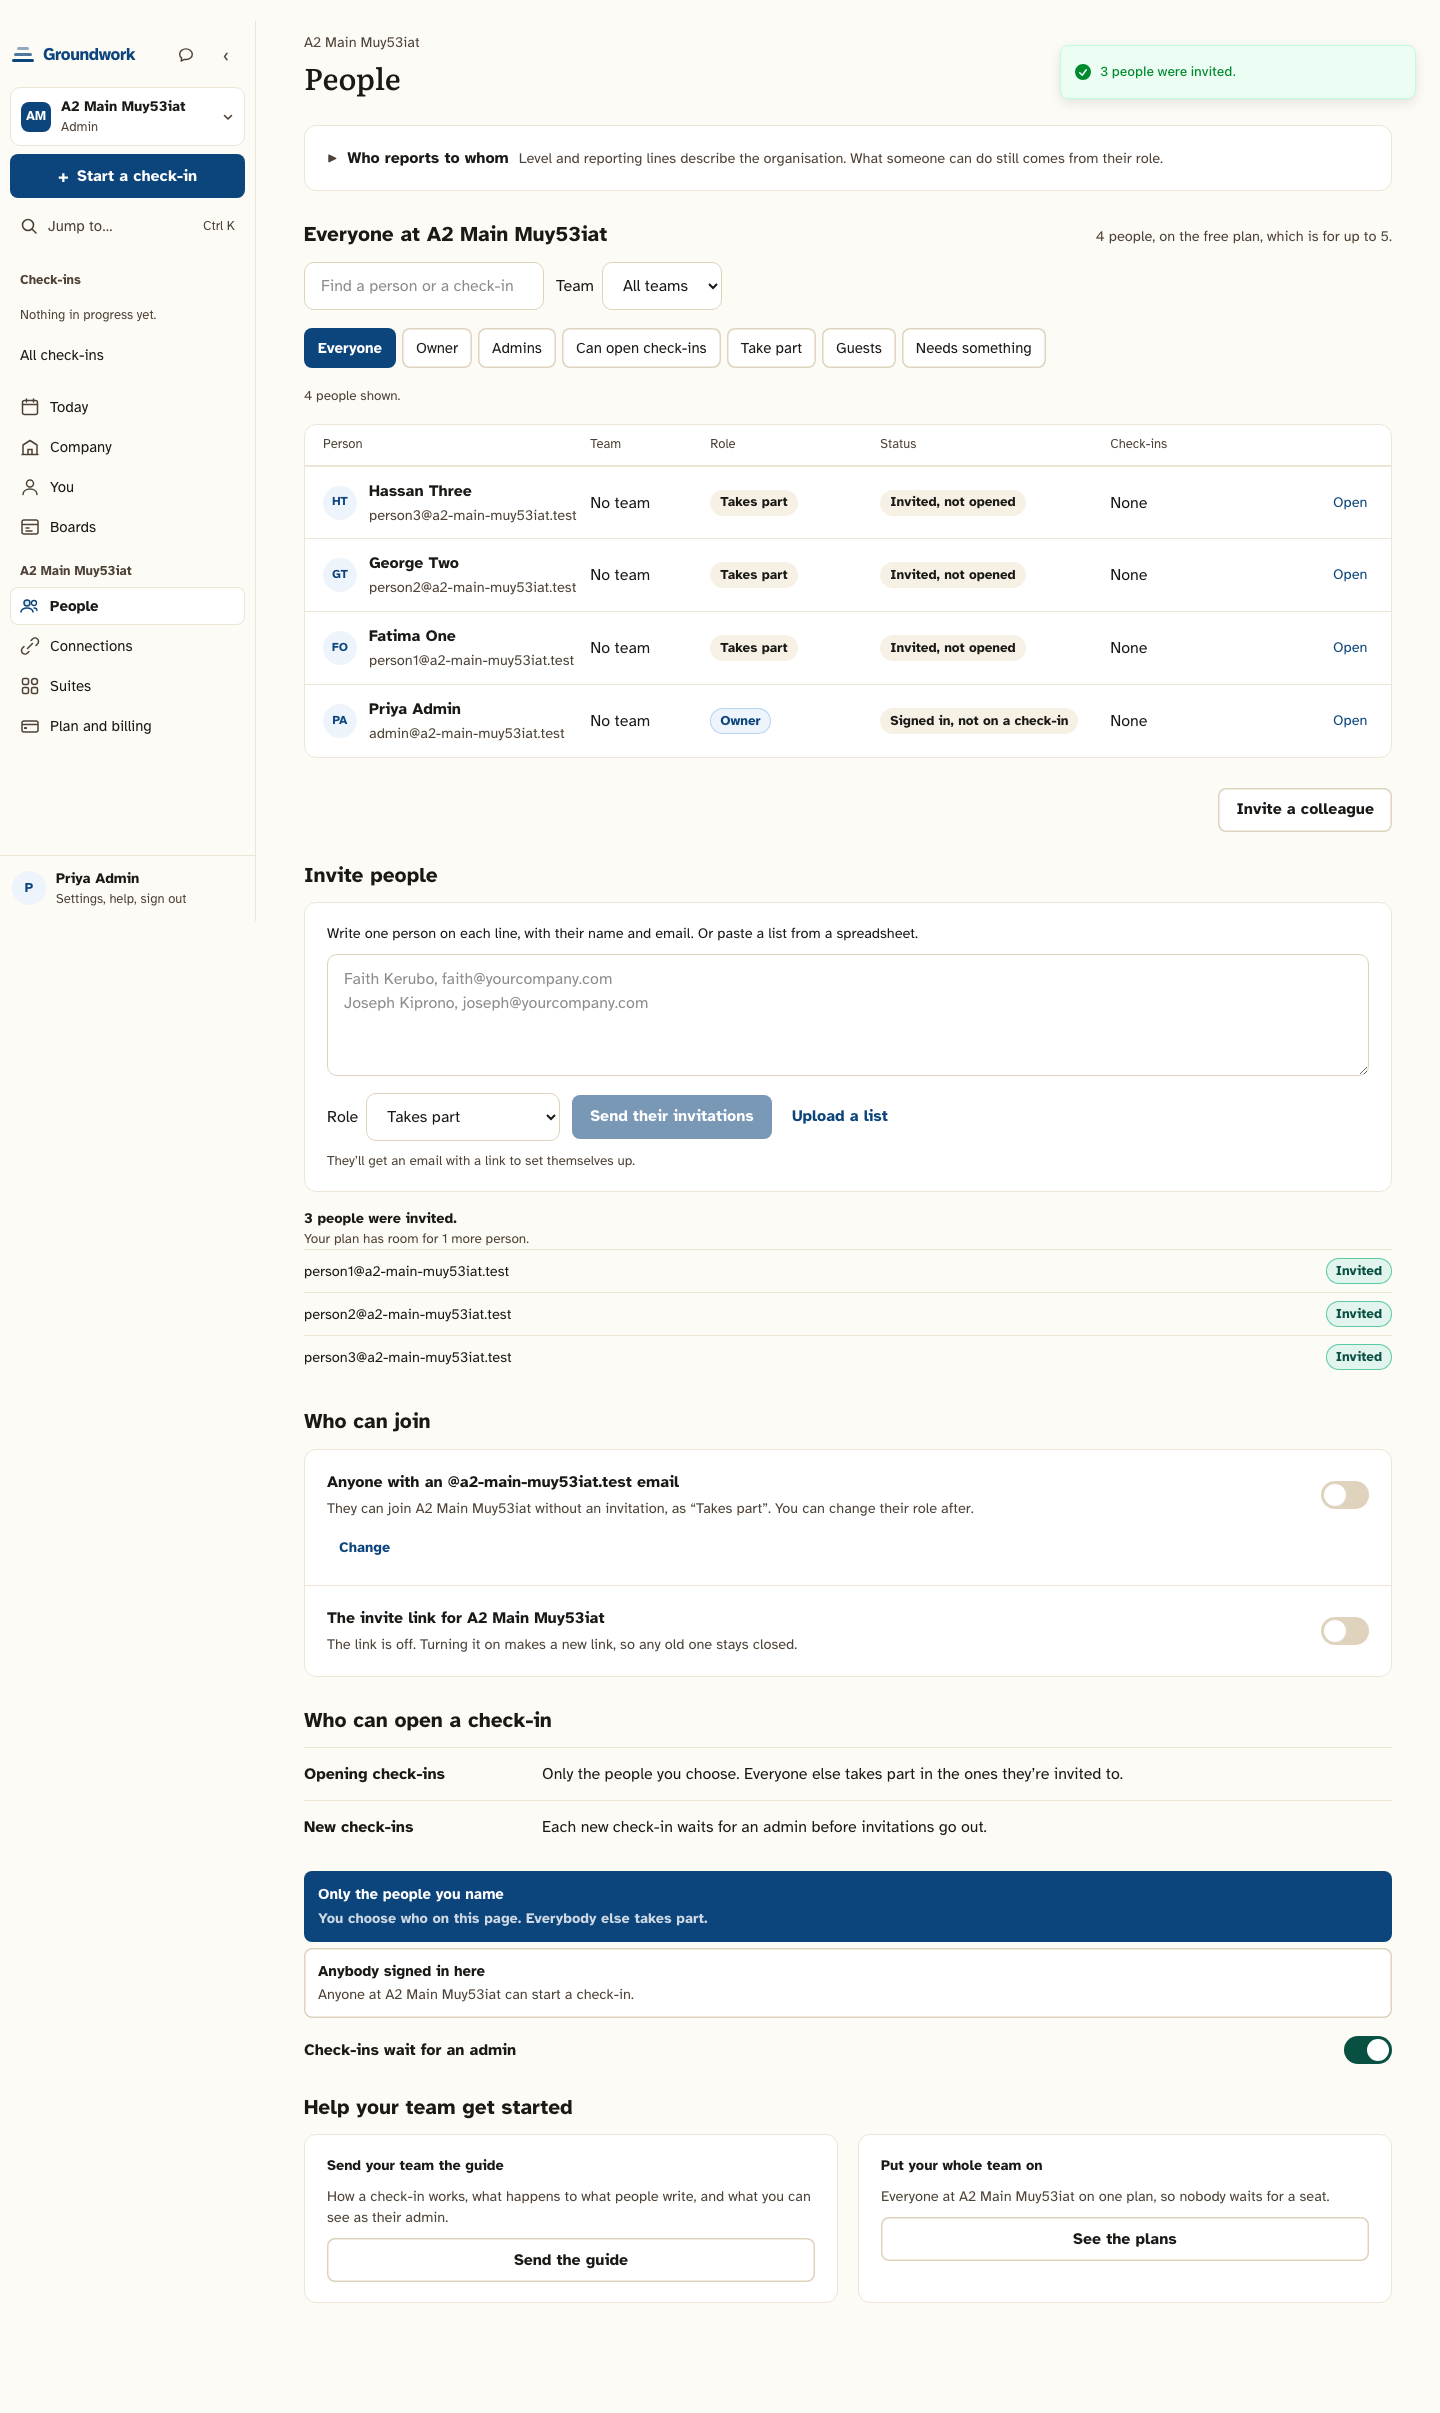 Groundwork
‹
AM
A2 Main Muy53iat
Admin
+ Start a check-in
Jump to...
Ctrl K
Check-ins
Nothing in progress yet.
All check-ins
Today
Company
You
Boards
A2 Main Muy53iat
People
Connections
Suites
Plan and billing
P
Priya Admin
Settings, help, sign out
A2 Main Muy53iat
People
3 people were invited.
Who reports to whom Level and reporting lines describe the organisation. What someone can do still comes from their role.
Everyone at A2 Main Muy53iat
4 people, on the free plan, which is for up to 5.
Find a person or a check-in
Team
All teams
Everyone
Owner
Admins
Can open check-ins
Take part
Guests
Needs something
4 people shown.
Person Team Role Status Check-ins
HT
Hassan Three
person3@a2-main-muy53iat.test
No team
Takes part
Invited, not opened
None
Open
GT
George Two
person2@a2-main-muy53iat.test
No team
Takes part
Invited, not opened
None
Open
FO
Fatima One
person1@a2-main-muy53iat.test
No team
Takes part
Invited, not opened
None
Open
PA
Priya Admin
admin@a2-main-muy53iat.test
No team
Owner
Signed in, not on a check-in
None
Open
Invite a colleague
Invite people
Write one person on each line, with their name and email. Or paste a list from a spreadsheet.
Faith Kerubo, faith@yourcompany.com
Joseph Kiprono, joseph@yourcompany.com
Role
Takes part
Send their invitations
Upload a list
They’ll get an email with a link to set themselves up.
3 people were invited.
Your plan has room for 1 more person.
person1@a2-main-muy53iat.test
Invited
person2@a2-main-muy53iat.test
Invited
person3@a2-main-muy53iat.test
Invited
Who can join
Anyone with an @a2-main-muy53iat.test email
They can join A2 Main Muy53iat without an invitation, as “Takes part”. You can change their role after.
Change
The invite link for A2 Main Muy53iat
The link is off. Turning it on makes a new link, so any old one stays closed.
Who can open a check-in
Opening check-ins
Only the people you choose. Everyone else takes part in the ones they’re invited to.
New check-ins
Each new check-in waits for an admin before invitations go out.
Only the people you name
You choose who on this page. Everybody else takes part.
Anybody signed in here
Anyone at A2 Main Muy53iat can start a check-in.
Check-ins wait for an admin
Help your team get started
Send your team the guide
How a check-in works, what happens to what people write, and what you can
see as their admin.
Send the guide
Put your whole team on
Everyone at A2 Main Muy53iat on one plan, so nobody waits for a seat.
See the plans